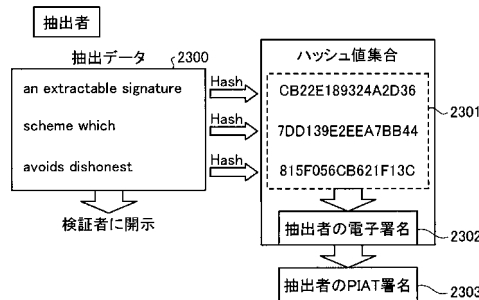 抽出者
抽出データ 2300
ハッシュ値集合
an extractable signature
Hash
CB22E189324A2D36
2301
scheme which
Hash
7DD139E2EEA7BB44
avoids dishonest
Hash
815F056CB621F13C
検証者に開示
抽出者の電子署名
2302
抽出者のPIAT署名
2303